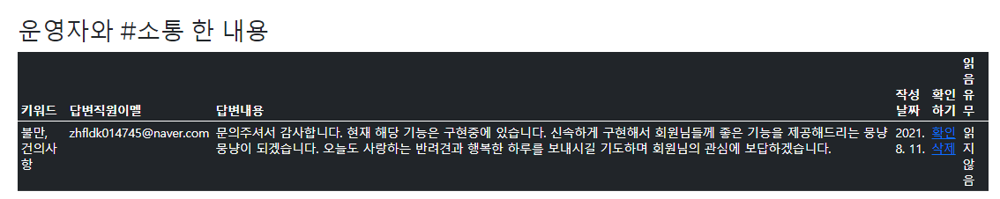 운영자와 #소통 한 내용
키워드 답변직원이멜 답변내용 작성 날짜 확인 하기 읽 음 유 무
불만, 건의사 항 zhfldk014745@naver.com 문의주셔서 감사합니다. 현재 해당 기능은 구현중에 있습니다. 신속하게 구현해서 회원님들께 좋은 기능을 제공해드리는 뭉냥
뭉냥이 되겠습니다. 오늘도 사랑하는 반려견과 행복한 하루를 보내시길 기도하며 회원님의 관심에 보답하겠습니다.
2021. 8. 11.
확인
삭제
읽 지 않 음